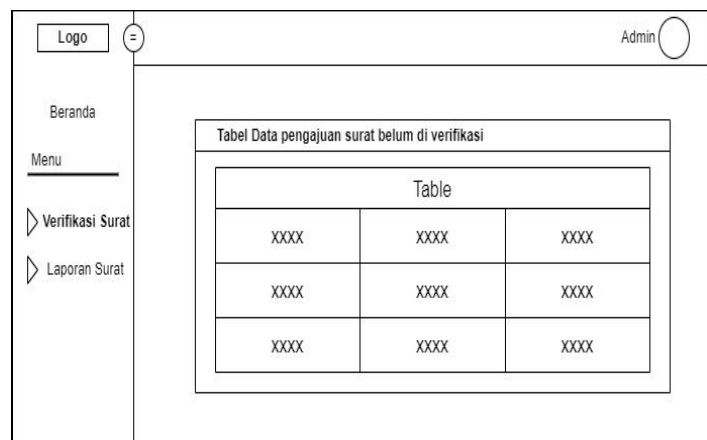 Logo
=
Admin
Beranda
Menu
Verifikasi Surat
Laporan Surat
Tabel Data pengajuan surat belum di verifikasi
Table
XXXX XXXX XXXX
XXXX XXXX XXXX
XXXX XXXX XXXX